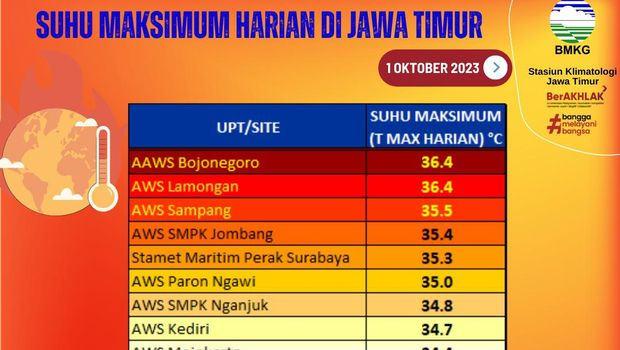 SUHU MAKSIMUM HARIAN DI JAWA TIMUR
1 OKTOBER 2023
BMKG
Stasiun Klimatologi
Jawa Timur
BerAKHLAK
#bangga
melayani
bangsa
UPT/SITE
SUHU MAKSIMUM
(T MAX HARIAN) °C
AAWS Bojonegoro 36.4
AWS Lamongan 36.4
AWS Sampang 35.5
AWS SMPK Jombang 35.4
Stamet Maritim Perak Surabaya 35.3
AWS Paron Ngawi 35.0
AWS SMPK Nganjuk 34.8
AWS Kediri 34.7